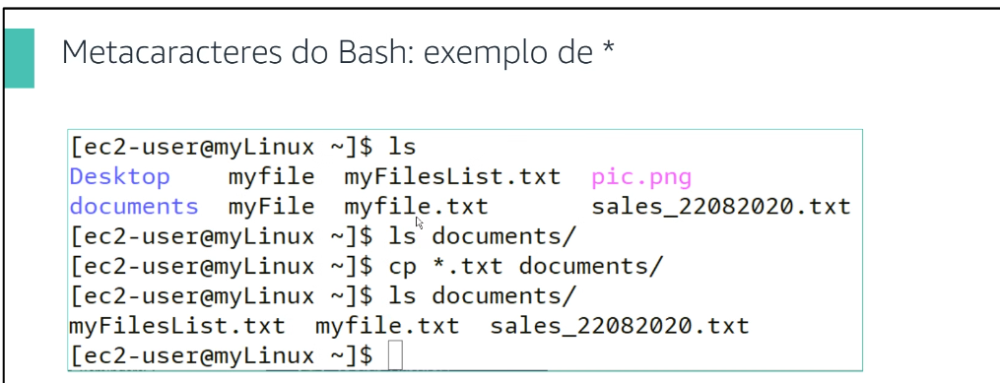 Metacaracteres do Bash: exemplo de *
[ec2-user@myLinux ~]$ ls
Desktop    myfile  myFilesList.txt  pic.png
documents  myFile  myfile.txt       sales_22082020.txt
[ec2-user@myLinux ~]$ ls documents/
[ec2-user@myLinux ~]$ cp *.txt documents/
[ec2-user@myLinux ~]$ ls documents/
myFilesList.txt  myfile.txt  sales_22082020.txt
[ec2-user@myLinux ~]$